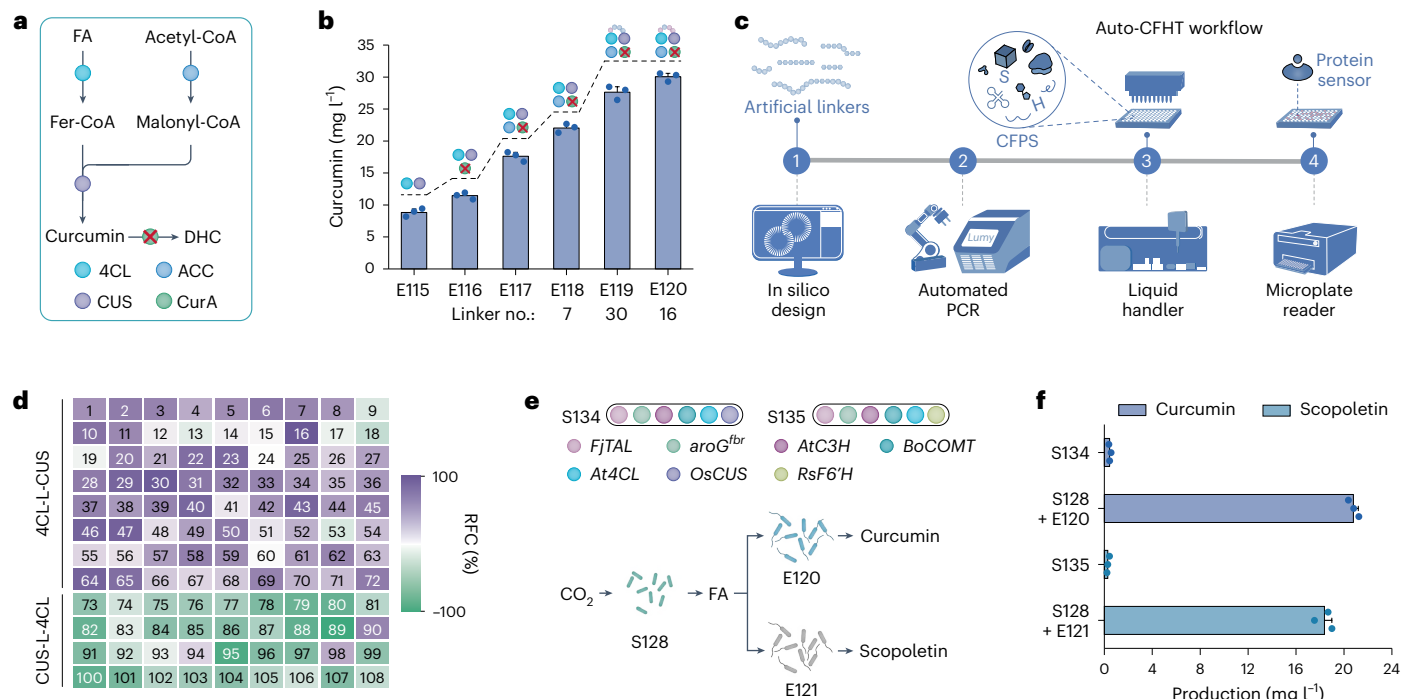 a
FA
Acetyl-CoA
Fer-CoA
Malonyl-CoA
Curcumin
DHC
4CL
ACC
CUS
CurA
b
Curcumin (mg l⁻¹)
35
30
25
20
15
10
5
0
E115
E116
E117
E118
E119
E120
Linker no.:
7
30
16
c
Auto-CFHT workflow
Artificial linkers
S
H
CFPS
Protein
sensor
1
2
3
4
Lumy
In silico
design
Automated
PCR
Liquid
handler
Microplate
reader
d
4CL-L-CUS
CUS-L-4CL
1 2 3 4 5 6 7 8 9
10 11 12 13 14 15 16 17 18
19 20 21 22 23 24 25 26 27
28 29 30 31 32 33 34 35 36
37 38 39 40 41 42 43 44 45
46 47 48 49 50 51 52 53 54
55 56 57 58 59 60 61 62 63
64 65 66 67 68 69 70 71 72
73 74 75 76 77 78 79 80 81
82 83 84 85 86 87 88 89 90
91 92 93 94 95 96 97 98 99
100 101 102 103 104 105 106 107 108
100
RFC (%)
–100
e
S134
S135
FjTAL
aroG^fbr
AtC3H
BoCOMT
At4CL
OsCUS
RsF6′H
CO₂
S128
FA
E120
Curcumin
E121
Scopoletin
f
Curcumin
Scopoletin
S134
S128
+ E120
S135
S128
+ E121
0
4
8
12
16
20
24
Production (mg l⁻¹)